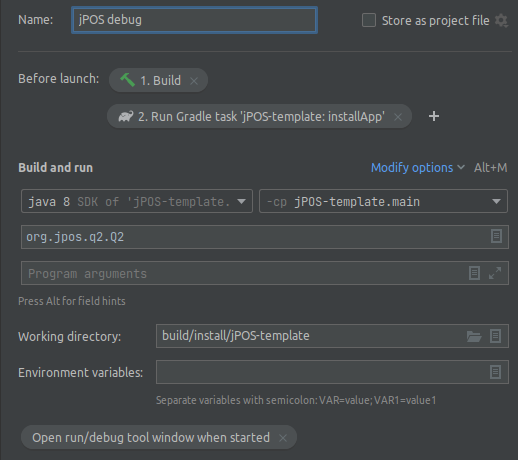 Name: jPOS debug Store as project file
Before launch: 1. Build ×
2. Run Gradle task 'jPOS-template: installApp' × +
Build and run Modify options Alt+M
java 8 SDK of 'jPOS-template. -cp jPOS-template.main
org.jpos.q2.Q2
Program arguments
Press Alt for field hints
Working directory: build/install/jPOS-template
Environment variables:
Separate variables with semicolon: VAR=value; VAR1=value1
Open run/debug tool window when started ×